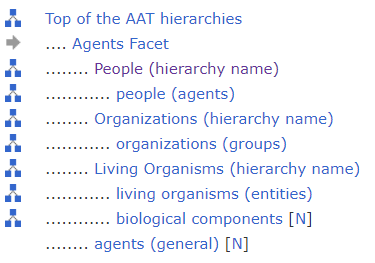 Top of the AAT hierarchies
.... Agents Facet
........ People (hierarchy name)
............ people (agents)
........ Organizations (hierarchy name)
............ organizations (groups)
........ Living Organisms (hierarchy name)
............ living organisms (entities)
............ biological components [N]
........ agents (general) [N]